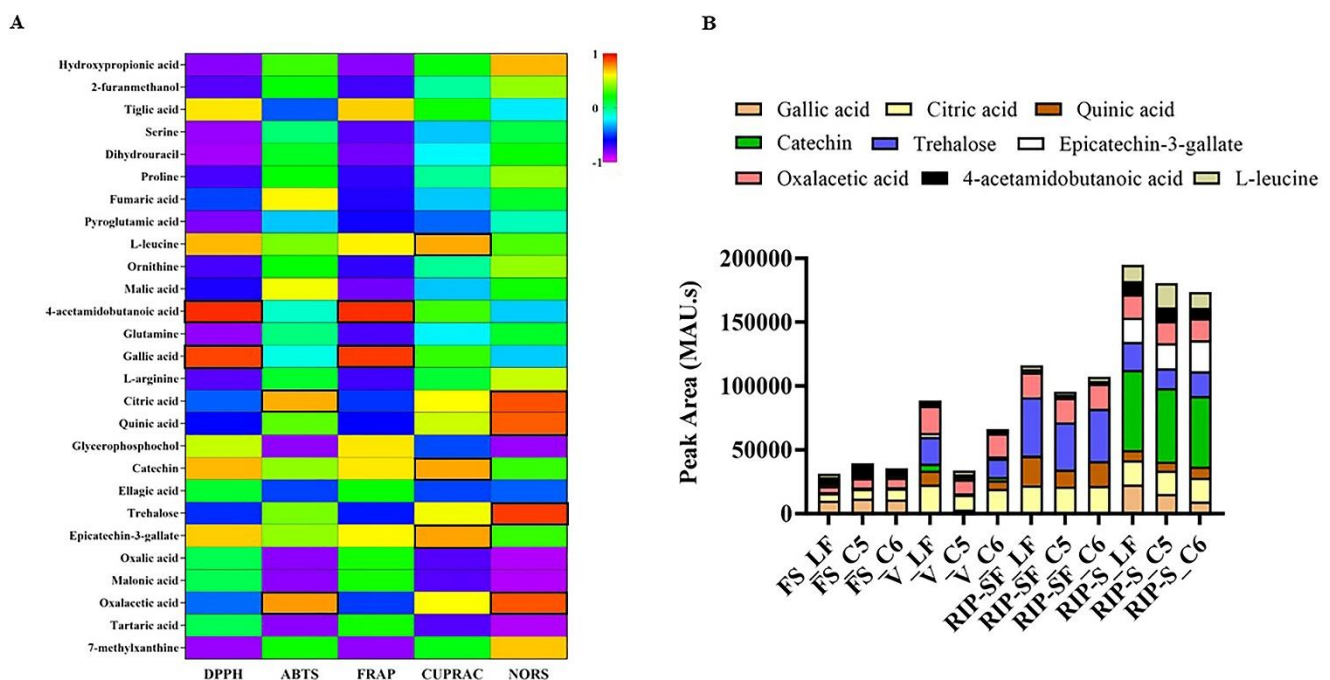 A
Hydroxypropionic acid
2-furanmethanol
Tiglic acid
Serine
Dihydrouracil
Proline
Fumaric acid
Pyroglutamic acid
L-leucine
Ornithine
Malic acid
4-acetamidobutanoic acid
Glutamine
Gallic acid
L-arginine
Citric acid
Quinic acid
Glycerophosphochol
Catechin
Ellagic acid
Trehalose
Epicatechin-3-gallate
Oxalic acid
Malonic acid
Oxalacetic acid
Tartaric acid
7-methylxanthine
DPPH ABTS FRAP CUPRAC NORS
1
0
-1
B
Gallic acid Citric acid Quinic acid
Catechin Trehalose Epicatechin-3-gallate
Oxalacetic acid 4-acetamidobutanoic acid L-leucine
Peak Area (MAU.s)
200000
150000
100000
50000
0
FS_LF
FS_C5
FS_C6
V_LF
V_C5
V_C6
RIP-SF_LF
RIP-SF_C5
RIP-SF_C6
RIP-S_LF
RIP-S_C5
RIP-S_C6